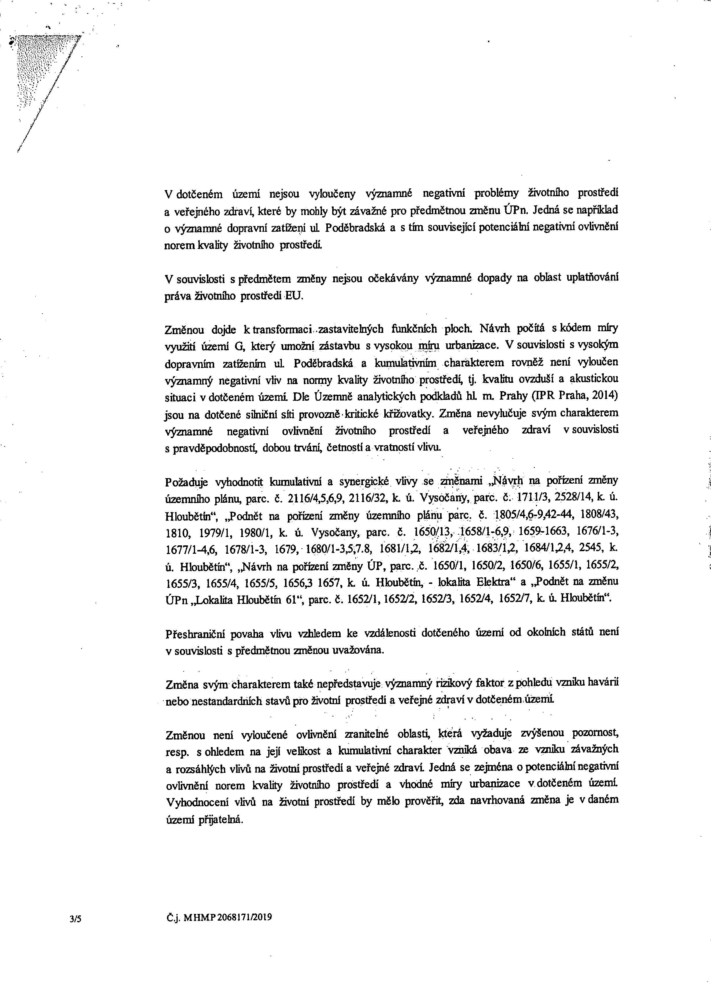 V dotčeném území nejsou vyloučeny významné negativní problémy životního prostředí
a veřejného zdraví, které by mohly být závažné pro předmětnou změnu ÚPn. Jedná se například
o významné dopravní zatížení ul. Poděbradská a s tím související potenciální negativní ovlivnění
norem kvality životního prostředí.
V souvislosti s předmětem změny nejsou očekávány významné dopady na oblast uplatňování
práva životního prostředí EU.
Změnou dojde k transformaci zastavitelných funkčních ploch. Návrh počítá s kódem míry
využití území G, který umožní zástavbu s vysokou míru urbanizace. V souvislosti s vysokým
dopravním zatížením ul. Poděbradská a kumulativním charakterem rovněž není vyloučen
významný negativní vliv na normy kvality životního prostředí, tj. kvalitu ovzduší a akustickou
situaci v dotčeném území. Dle Územně analytických podkladů hl. m. Prahy (IPR Praha, 2014)
jsou na dotčené silniční síti provozně kritické křižovatky. Změna nevylučuje svým charakterem
významné negativní ovlivnění životního prostředí a veřejného zdraví v souvislosti
s pravděpodobností, dobou trvání, četností a vratností vlivu.
Požaduje vyhodnotit kumulativní a synergické vlivy se změnami „Návrh na pořízení změny
územního plánu, parc. č. 2116/4,5,6,9, 2116/32, k. ú. Vysočany, parc. č. 1711/3, 2528/14, k. ú.
Hloubětín“, „Podnět na pořízení změny územního plánu parc. č. 1805/4,6-9,42-44, 1808/43,
1810, 1979/1, 1980/1, k. ú. Vysočany, parc. č. 1650/13, 1658/1-6,9, 1659-1663, 1676/1-3,
1677/1-4,6, 1678/1-3, 1679, 1680/1-3,5,7.8, 1681/1,2, 1682/1,4, 1683/1,2, 1684/1,2,4, 2545, k.
ú. Hloubětín“, „Návrh na pořízení změny ÚP, parc. č. 1650/1, 1650/2, 1650/6, 1655/1, 1655/2,
1655/3, 1655/4, 1655/5, 1656,3 1657, k. ú. Hloubětín, - lokalita Elektra“ a „Podnět na změnu
ÚPn „Lokalita Hloubětín 61“, parc. č. 1652/1, 1652/2, 1652/3, 1652/4, 1652/7, k. ú. Hloubětín“.
Přeshraniční povaha vlivu vzhledem ke vzdálenosti dotčeného území od okolních států není
v souvislosti s předmětnou změnou uvažována.
Změna svým charakterem také nepředstavuje významný rizikový faktor z pohledu vzniku havárií
nebo nestandardních stavů pro životní prostředí a veřejné zdraví v dotčeném území.
Změnou není vyloučené ovlivnění zranitelné oblasti, která vyžaduje zvýšenou pozornost,
resp. s ohledem na její velikost a kumulativní charakter vzniká obava ze vzniku závažných
a rozsáhlých vlivů na životní prostředí a veřejné zdraví. Jedná se zejména o potenciální negativní
ovlivnění norem kvality životního prostředí a vhodné míry urbanizace v dotčeném území.
Vyhodnocení vlivů na životní prostředí by mělo prověřit, zda navrhovaná změna je v daném
území přijatelná.
3/5 Č.j. MHMP 2068171/2019